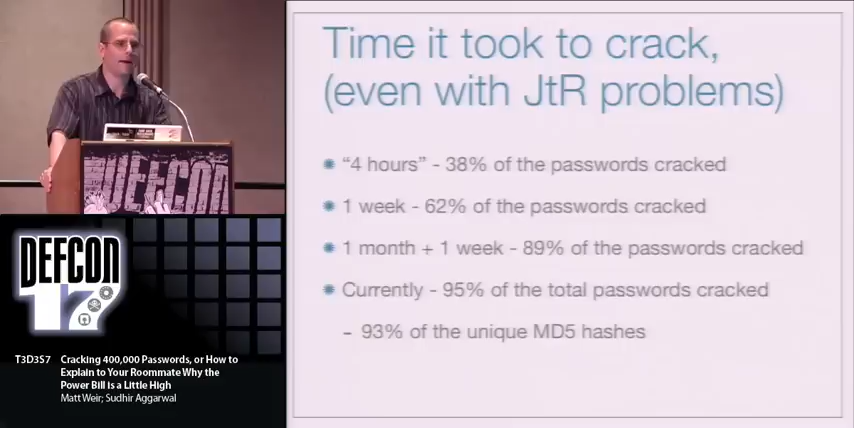 Time it took to crack,
(even with JtR problems)
“4 hours” - 38% of the passwords cracked
1 week - 62% of the passwords cracked
1 month + 1 week - 89% of the passwords cracked
Currently - 95% of the total passwords cracked
- 93% of the unique MD5 hashes
DEFCON
DEFCON
17
T3D3S7 Cracking 400,000 Passwords, or How to
Explain to Your Roommate Why the
Power Bill is a Little High
Matt Weir; Sudhir Aggarwal